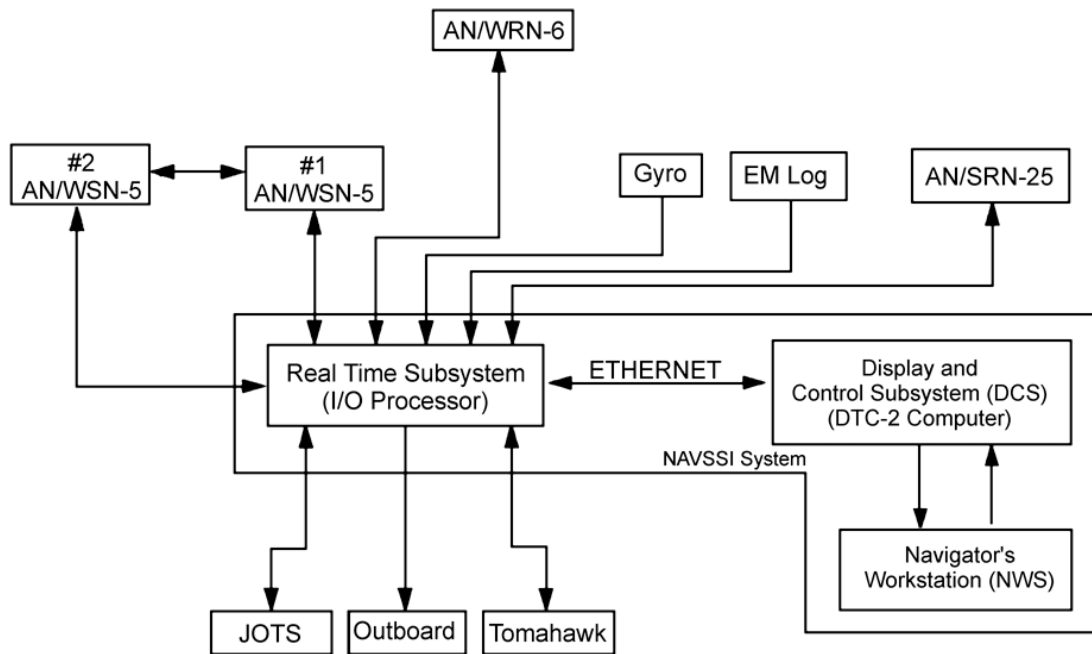 AN/WRN-6
#2
AN/WSN-5
#1
AN/WSN-5
Gyro
EM Log
AN/SRN-25
Real Time Subsystem
(I/O Processor)
ETHERNET
Display and
Control Subsystem (DCS)
(DTC-2 Computer)
NAVSSI System
Navigator's
Workstation (NWS)
JOTS
Outboard
Tomahawk